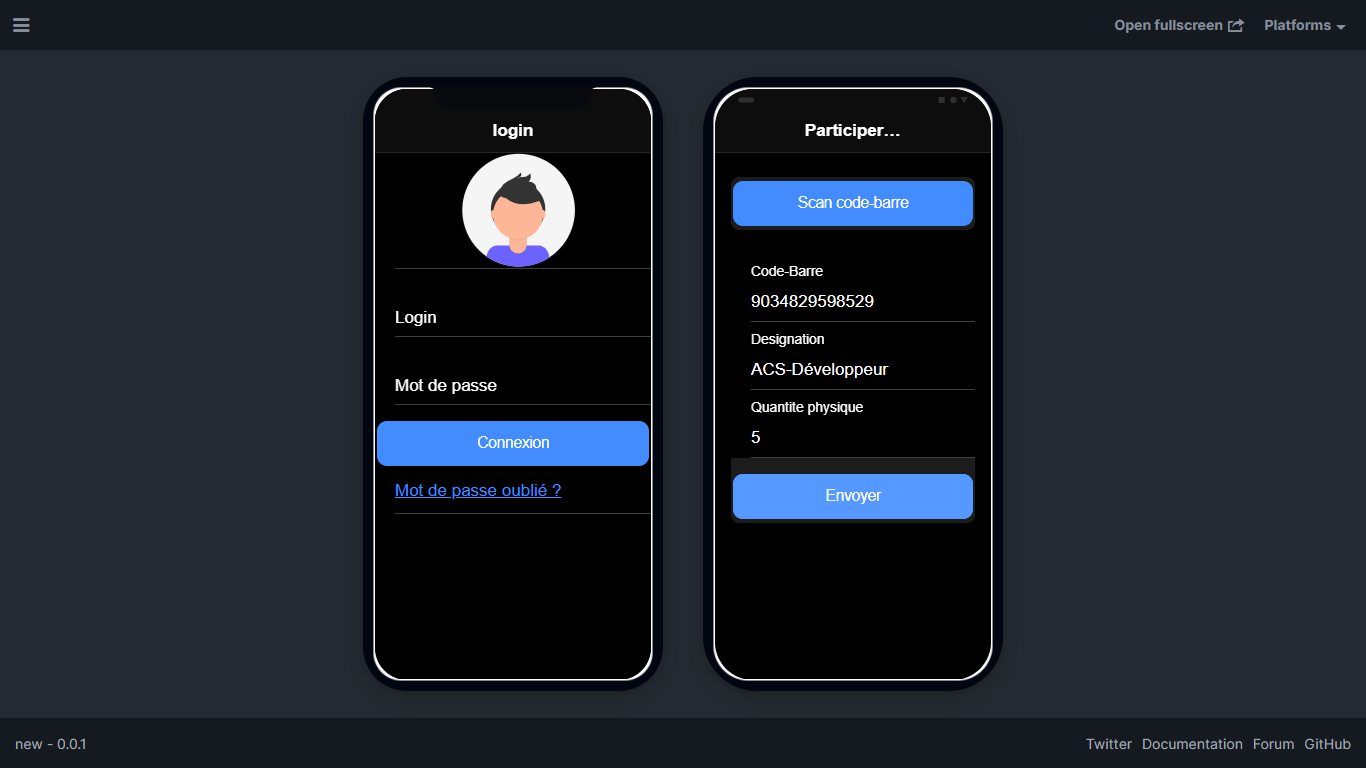 Open fullscreen
Platforms
login
Login
Mot de passe
Connexion
Mot de passe oublié ?
Participer…
Scan code-barre
Code-Barre
9034829598529
Designation
ACS-Développeur
Quantite physique
5
Envoyer
new - 0.0.1
Twitter Documentation Forum GitHub